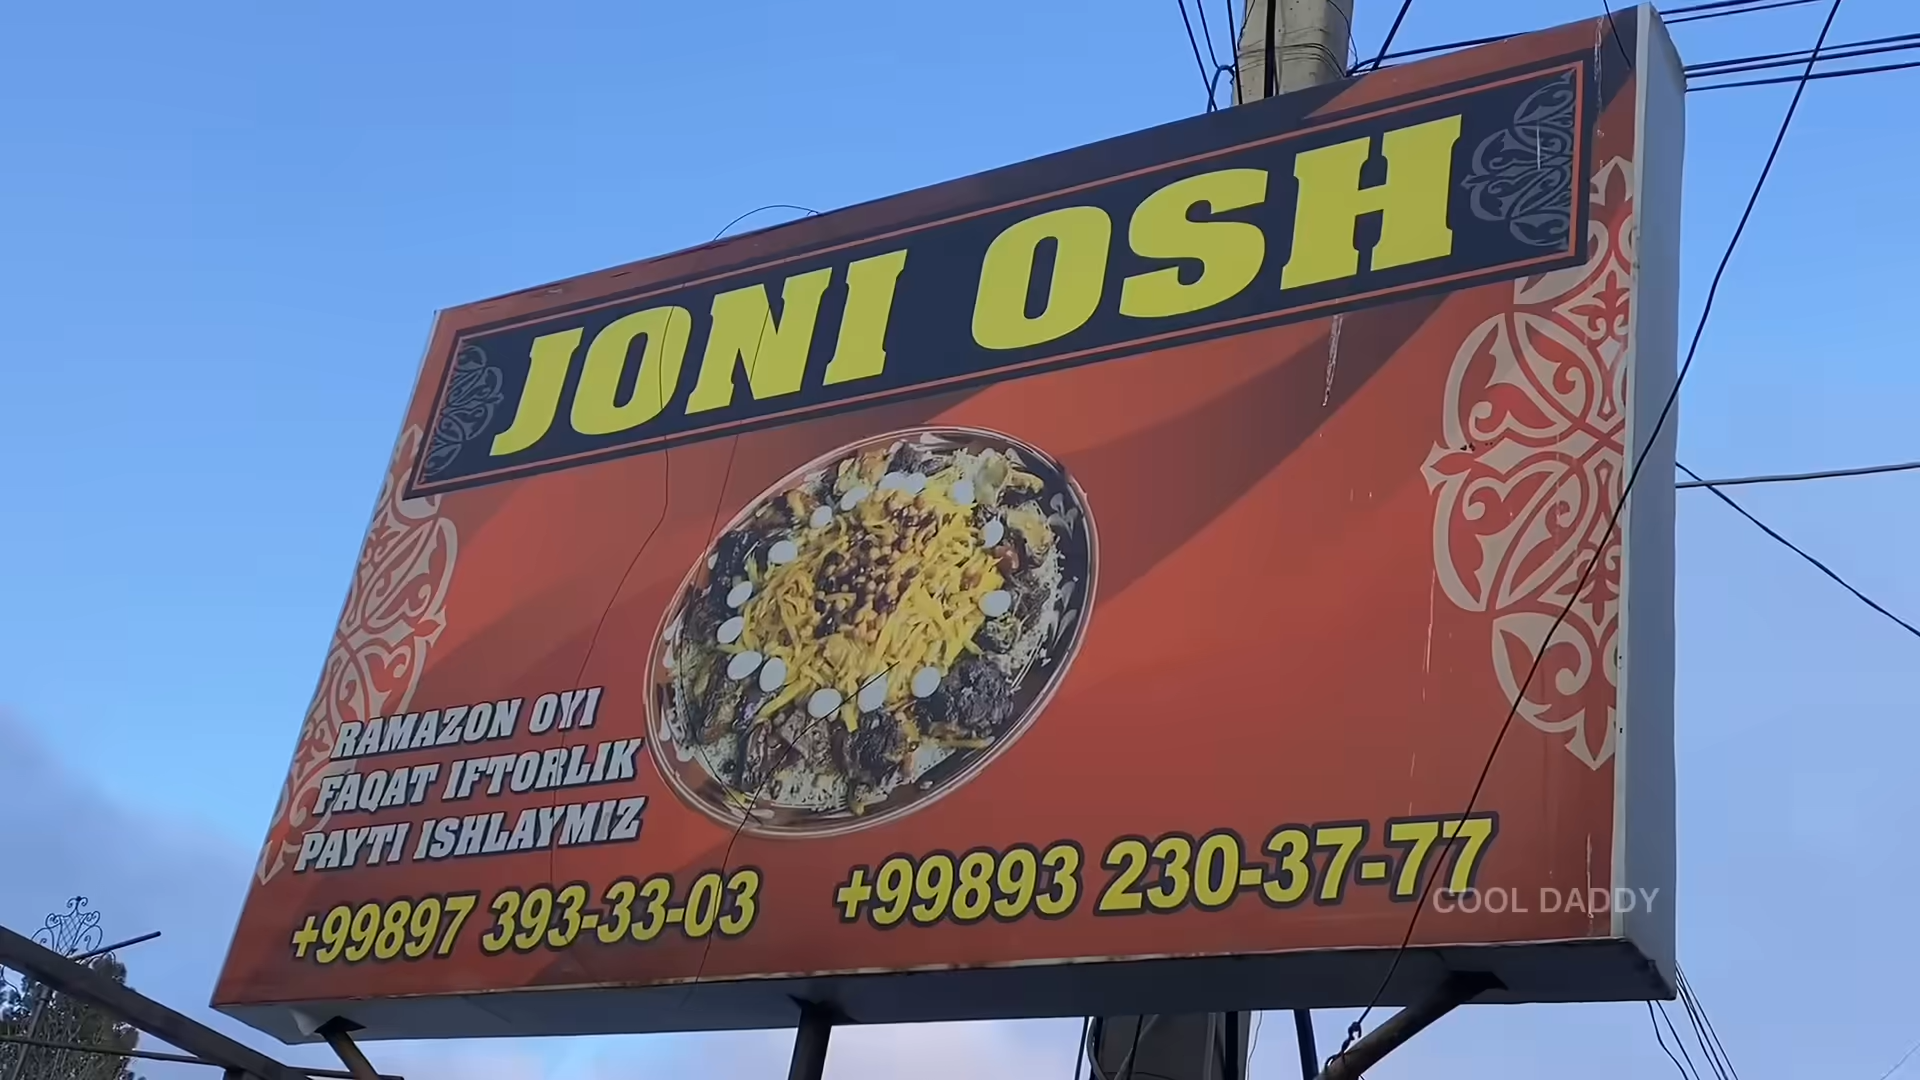 JONI OSH
RAMAZON OYI
FAQAT IFTORLIK
PAYTI ISHLAYMIZ
+99897 393-33-03
+99893 230-37-77
COOL DADDY